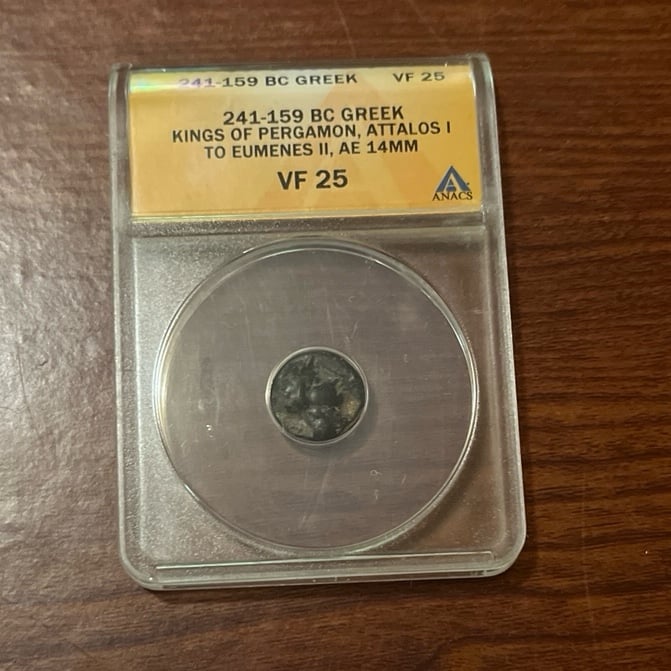 241-159 BC GREEK VF 25
241-159 BC GREEK
KINGS OF PERGAMON, ATTALOS I
TO EUMENES II, AE 14MM
VF 25
ANACS